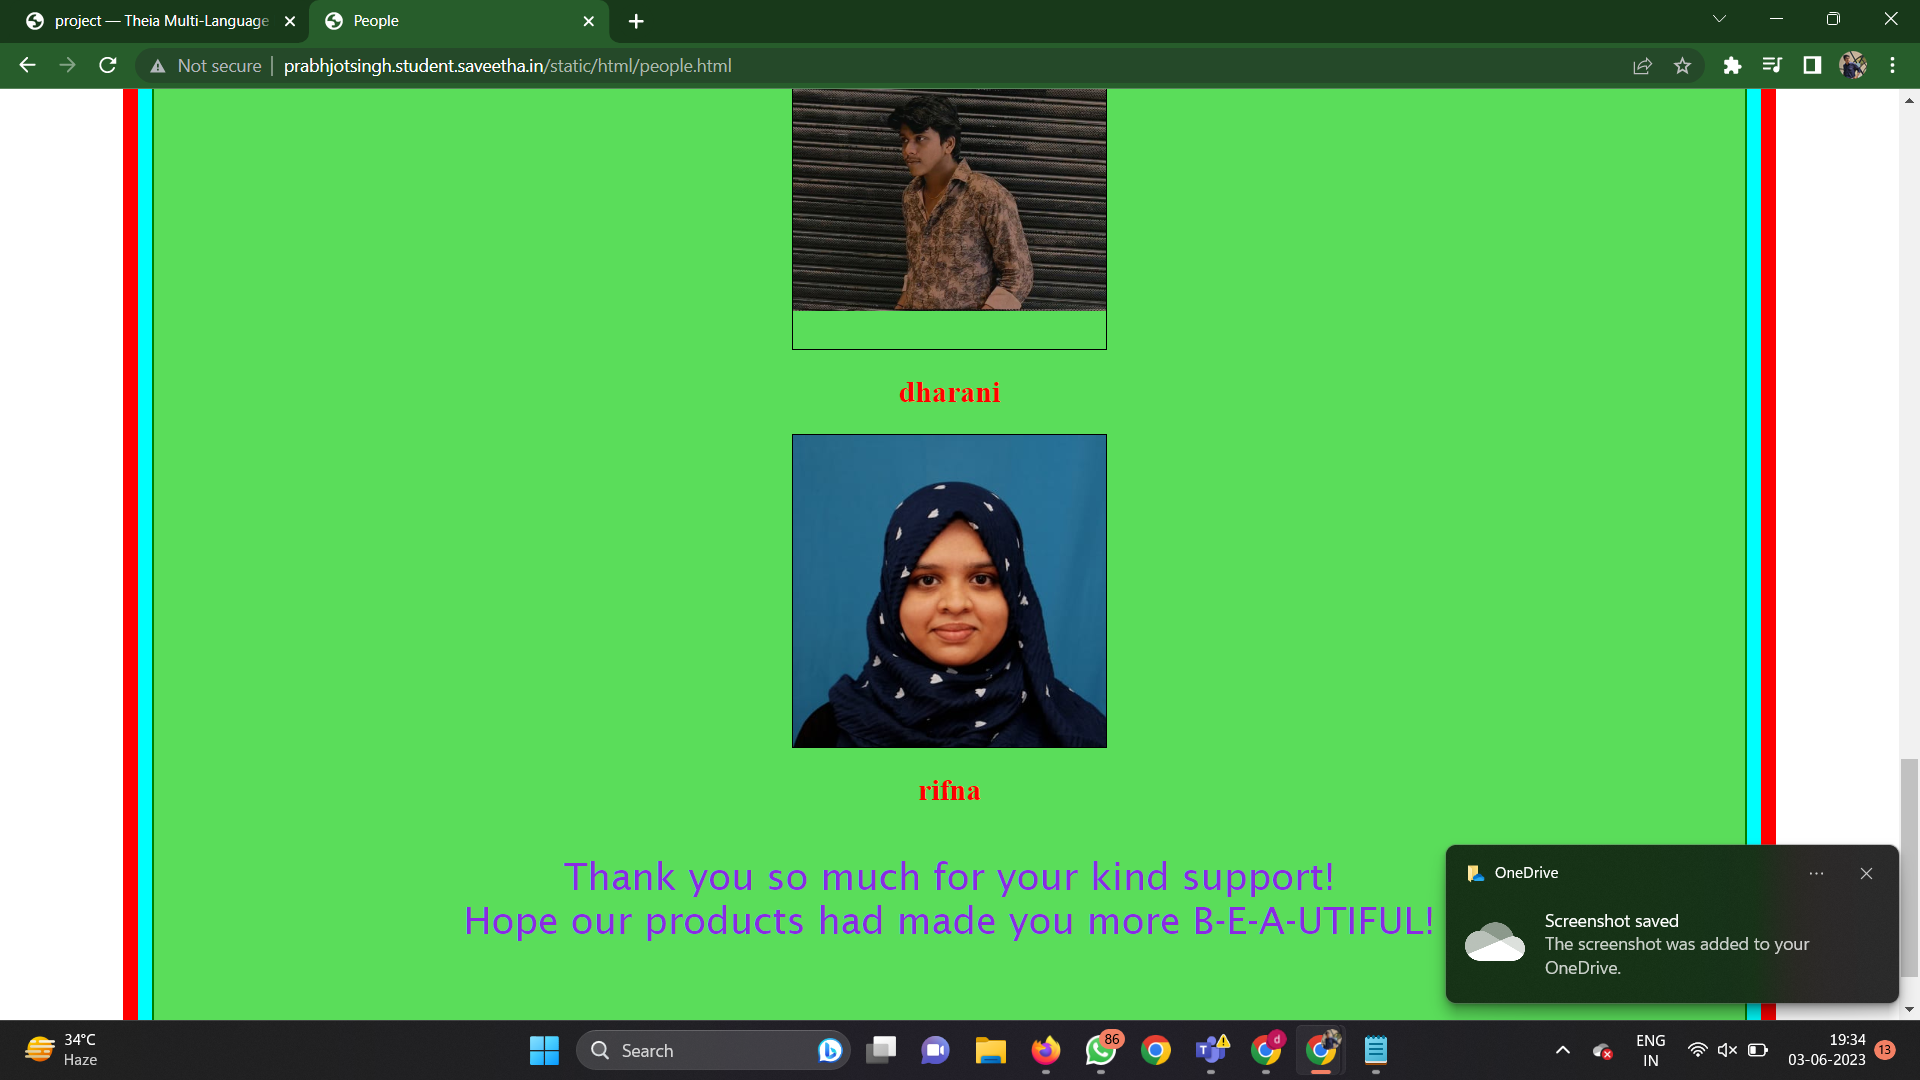 project — Theia Multi-Language
People
Not secure
prabhjotsingh.student.saveetha.in/static/html/people.html
dharani
rifna
Thank you so much for your kind support!
Hope our products had made you more B-E-A-UTIFUL!
OneDrive
Screenshot saved
The screenshot was added to your
OneDrive.
34°C
Haze
Search
86
d
ENG
IN
19:34
03-06-2023
13